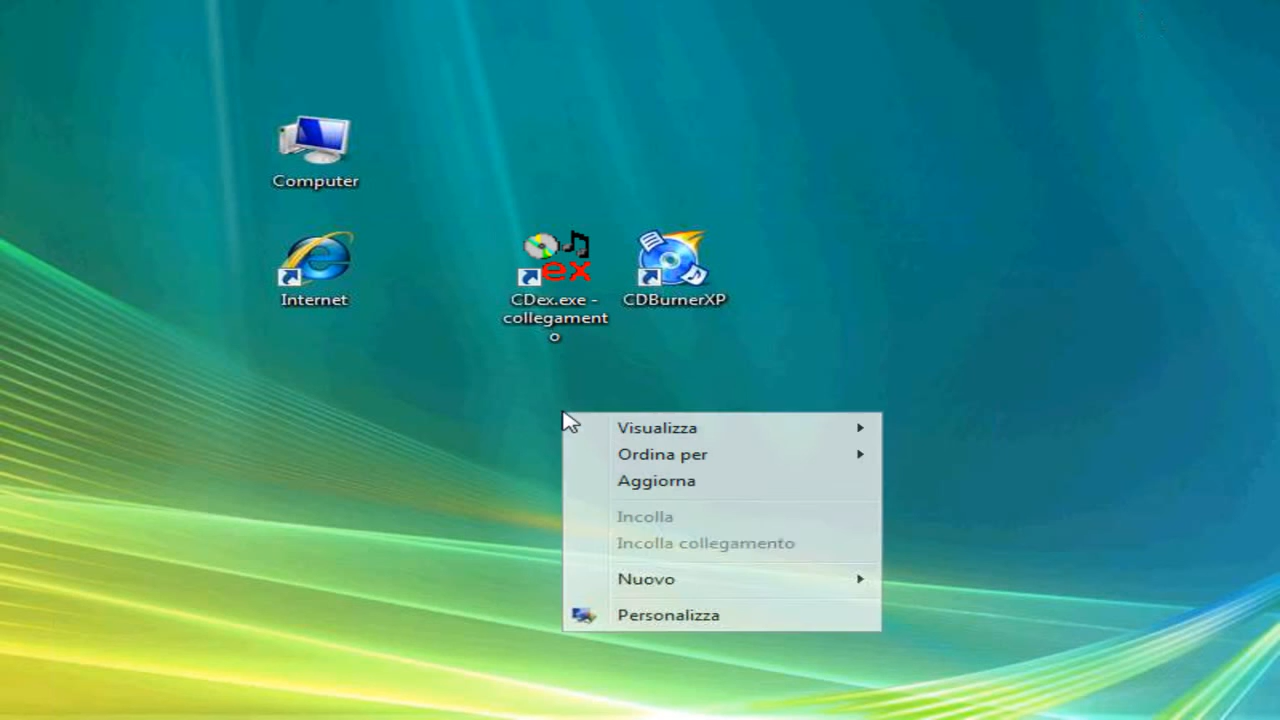 Computer
Internet
CDex.exe -
collegament
o
CDBurnerXP
Visualizza
Ordina per
Aggiorna
Incolla
Incolla collegamento
Nuovo
Personalizza